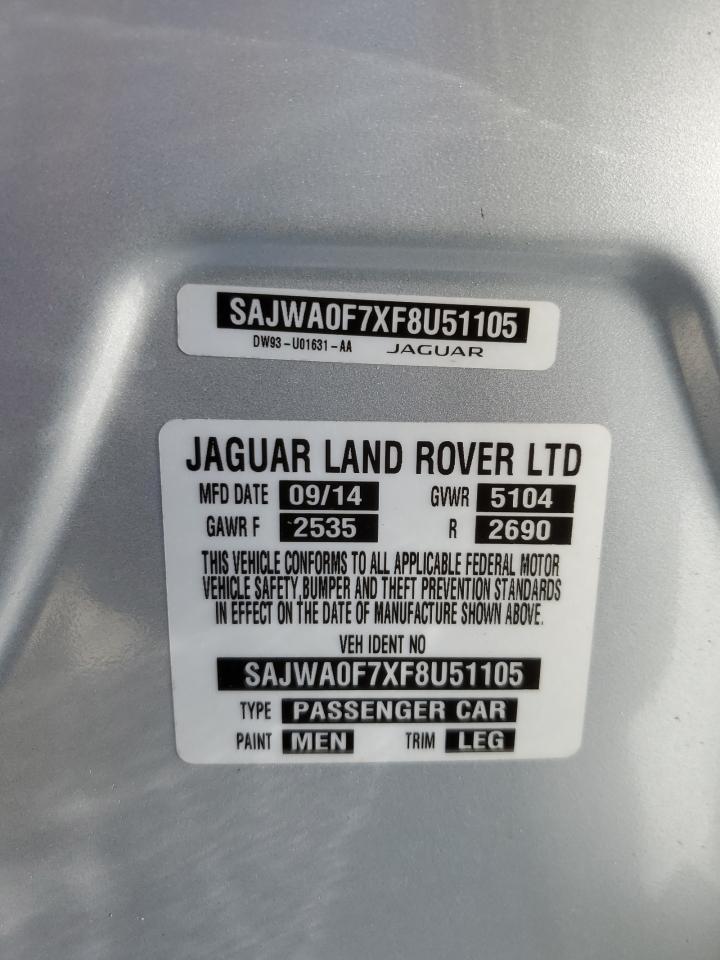 SAJWA0F7XF8U51105
DW93-U01631-AA JAGUAR
JAGUAR LAND ROVER LTD
MFD DATE 09/14 GVWR 5104
GAWR F 2535 R 2690
THIS VEHICLE CONFORMS TO ALL APPLICABLE FEDERAL MOTOR
VEHICLE SAFETY,BUMPER AND THEFT PREVENTION STANDARDS
IN EFFECT ON THE DATE OF MANUFACTURE SHOWN ABOVE.
VEH IDENT NO
SAJWA0F7XF8U51105
TYPE PASSENGER CAR
PAINT MEN TRIM LEG